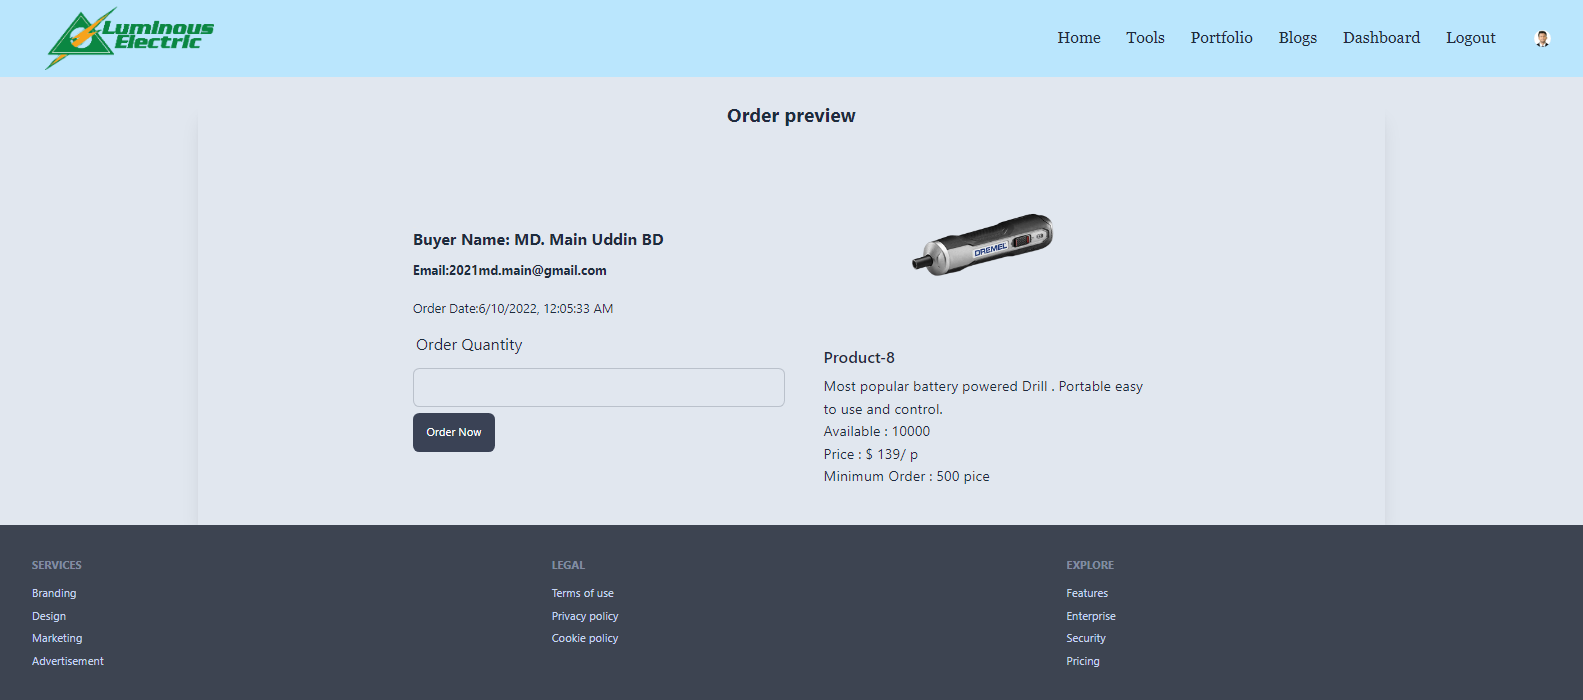 Luminous
Electric
Home
Tools
Portfolio
Blogs
Dashboard
Logout
Order preview
Buyer Name: MD. Main Uddin BD
Email:2021md.main@gmail.com
Order Date:6/10/2022, 12:05:33 AM
Order Quantity
Order Now
DREMEL
Product-8
Most popular battery powered Drill . Portable easy
to use and control.
Available : 10000
Price : $ 139/ p
Minimum Order : 500 pice
SERVICES
Branding
Design
Marketing
Advertisement
LEGAL
Terms of use
Privacy policy
Cookie policy
EXPLORE
Features
Enterprise
Security
Pricing